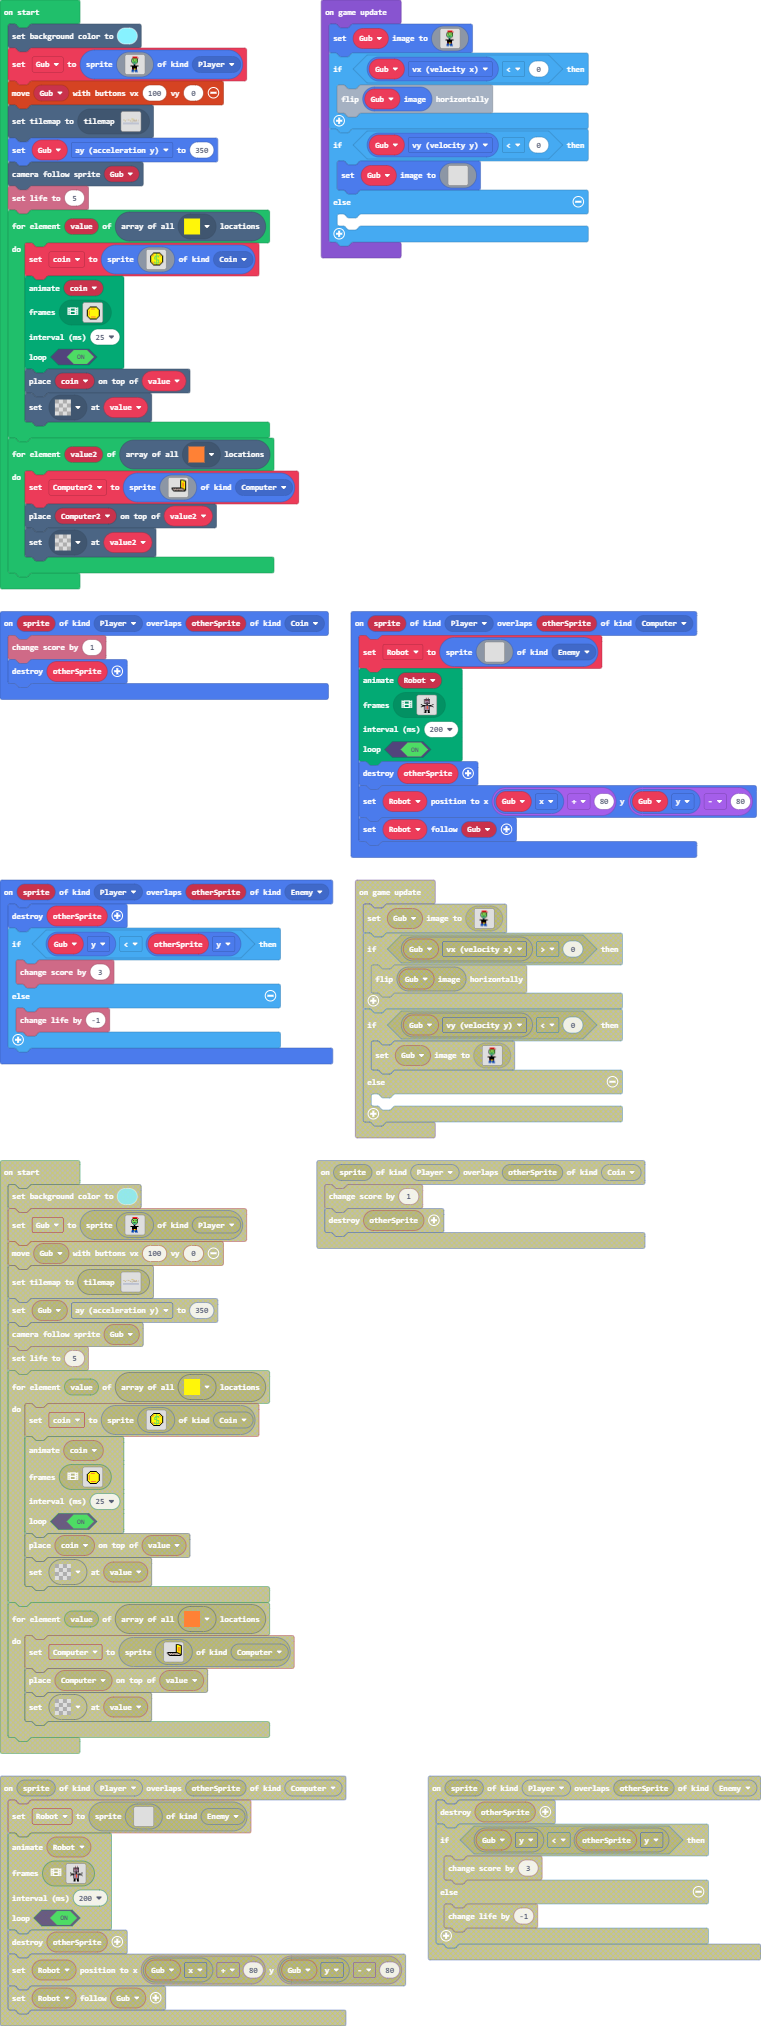 on start
set background color to
set Gub to sprite of kind Player
move Gub with buttons vx 100 vy 0
set tilemap to tilemap
set Gub ay (acceleration y) to 350
camera follow sprite Gub
set life to 5
for element value of array of all locations
do
set coin to sprite of kind Coin
animate coin
frames
interval (ms) 25
loop ON
place coin on top of value
set at value
for element value2 of array of all locations
do
set Computer2 to sprite of kind Computer
place Computer2 on top of value2
set at value2
on game update
set Gub image to
if Gub vx (velocity x) < 0 then
flip Gub image horizontally
if Gub vy (velocity y) < 0 then
set Gub image to
else
on sprite of kind Player overlaps otherSprite of kind Coin
change score by 1
destroy otherSprite
on sprite of kind Player overlaps otherSprite of kind Computer
set Robot to sprite of kind Enemy
animate Robot
frames
interval (ms) 200
loop ON
destroy otherSprite
set Robot position to x Gub x + 80 y Gub y - 80
set Robot follow Gub
on sprite of kind Player overlaps otherSprite of kind Enemy
destroy otherSprite
if Gub y < otherSprite y then
change score by 3
else
change life by -1
on game update
set Gub image to
if Gub vx (velocity x) > 0 then
flip Gub image horizontally
if Gub vy (velocity y) < 0 then
set Gub image to
else
on start
set background color to
set Gub to sprite of kind Player
move Gub with buttons vx 100 vy 0
set tilemap to tilemap
set Gub ay (acceleration y) to 350
camera follow sprite Gub
set life to 5
for element value of array of all locations
do
set coin to sprite of kind Coin
animate coin
frames
interval (ms) 25
loop ON
place coin on top of value
set at value
for element value of array of all locations
do
set Computer to sprite of kind Computer
place Computer on top of value
set at value
on sprite of kind Player overlaps otherSprite of kind Coin
change score by 1
destroy otherSprite
on sprite of kind Player overlaps otherSprite of kind Computer
set Robot to sprite of kind Enemy
animate Robot
frames
interval (ms) 200
loop ON
destroy otherSprite
set Robot position to x Gub x + 80 y Gub y - 80
set Robot follow Gub
on sprite of kind Player overlaps otherSprite of kind Enemy
destroy otherSprite
if Gub y < otherSprite y then
change score by 3
else
change life by -1